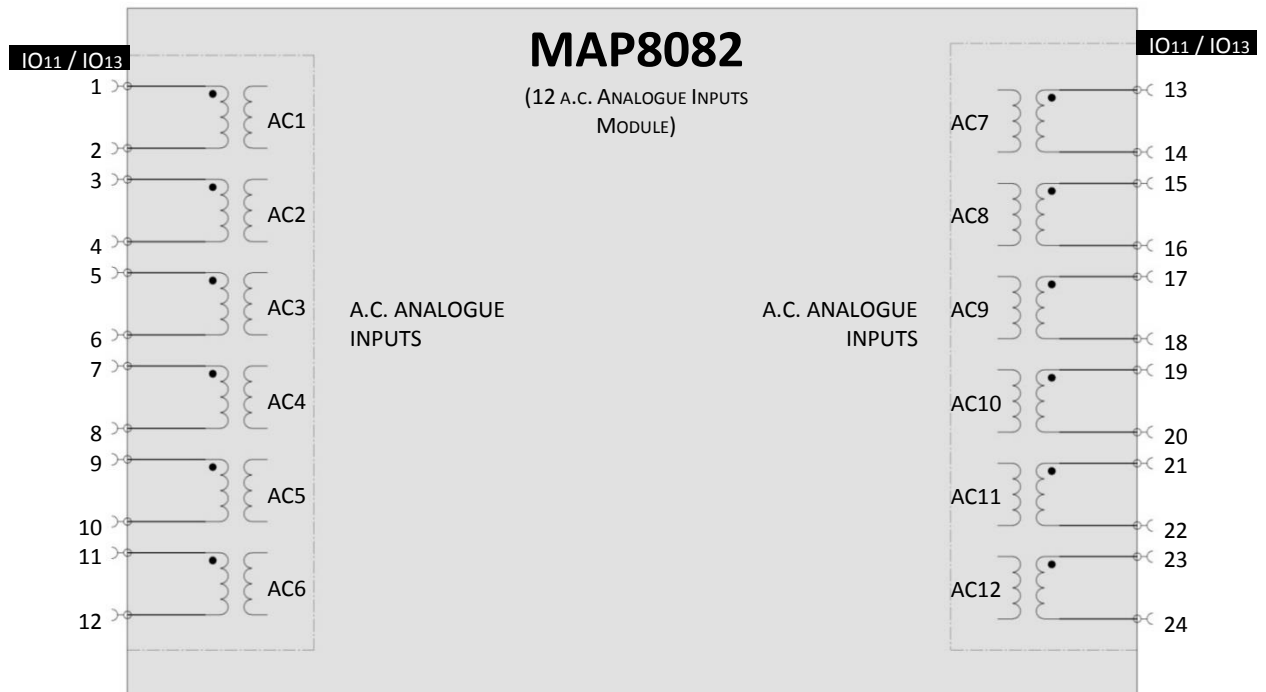 MAP8082
(12 A.C. ANALOGUE INPUTS
MODULE)
IO11 / IO13
1
AC1
2
3
AC2
4
5
AC3
6
7
AC4
8
9
AC5
10
11
AC6
12
A.C. ANALOGUE
INPUTS
A.C. ANALOGUE
INPUTS
IO11 / IO13
13
AC7
14
15
AC8
16
17
AC9
18
19
AC10
20
21
AC11
22
23
AC12
24